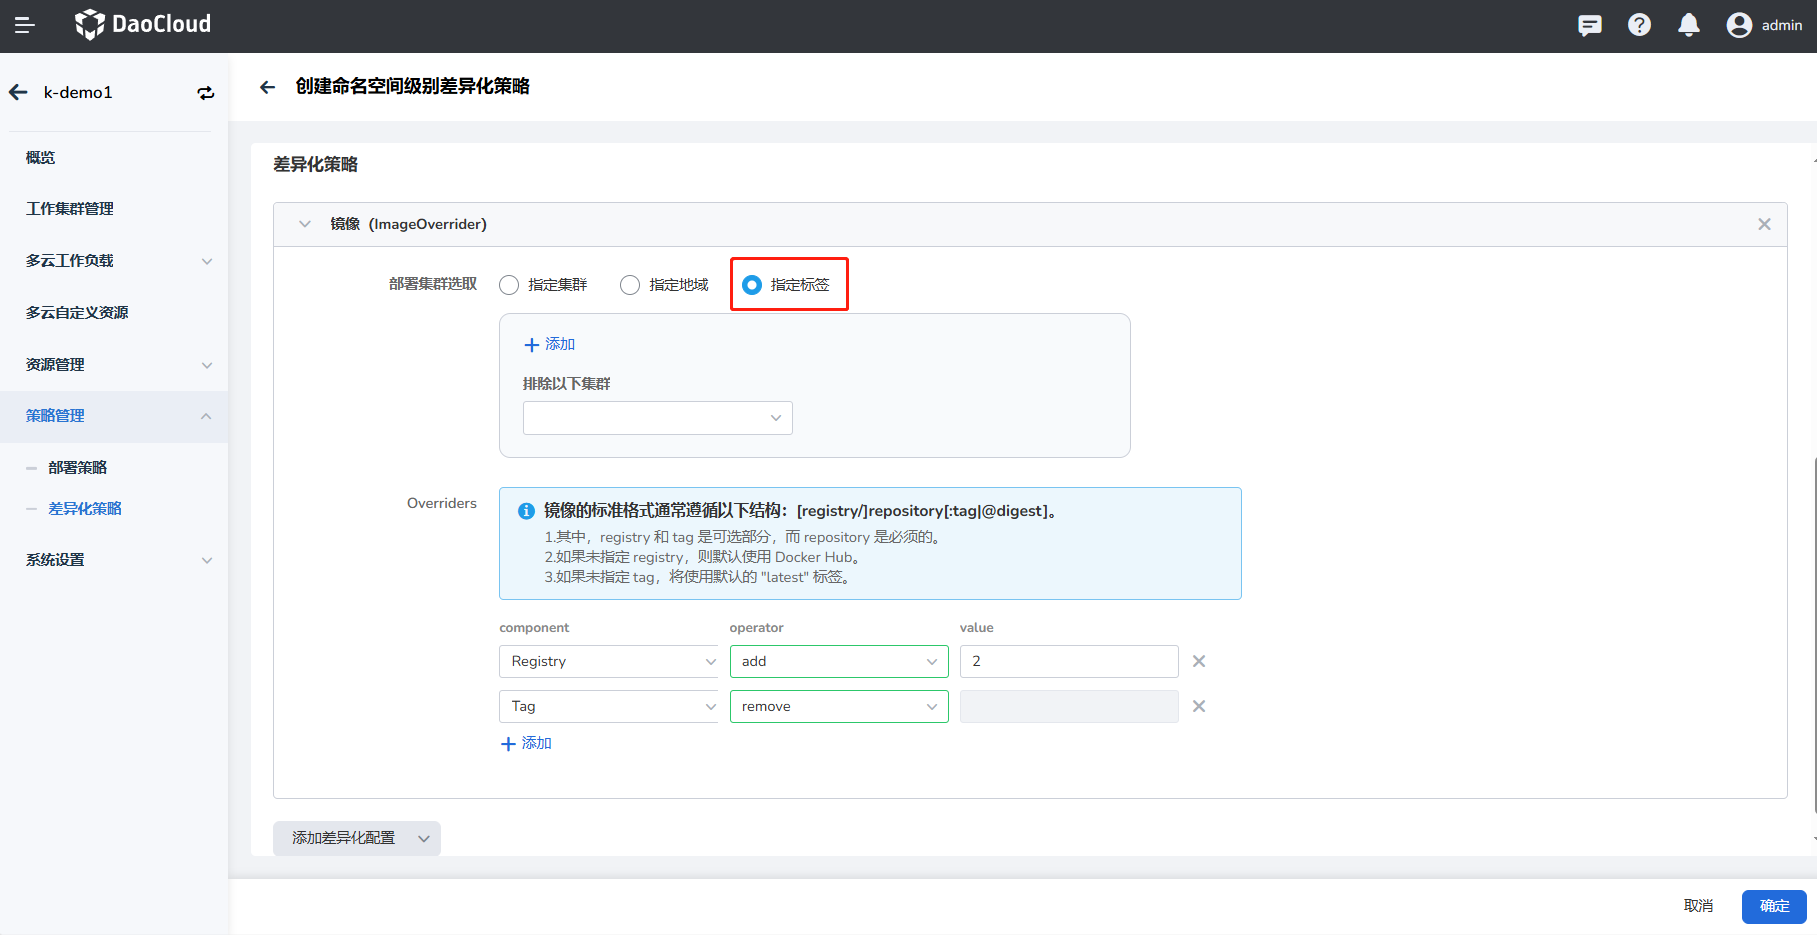 DaoCloud
admin
k-demo1
概览
工作集群管理
多云工作负载
多云自定义资源
资源管理
策略管理
部署策略
差异化策略
系统设置
创建命名空间级别差异化策略
差异化策略
镜像 (ImageOverrider)
部署集群选取
指定集群
指定地域
指定标签
添加
排除以下集群
Overriders
镜像的标准格式通常遵循以下结构：[registry/]repository[:tag|@digest]。
1.其中，registry 和 tag 是可选部分，而 repository 是必须的。
2.如果未指定 registry，则默认使用 Docker Hub。
3.如果未指定 tag，将使用默认的 "latest" 标签。
component operator value
Registry add 2
Tag remove
添加
添加差异化配置
取消
确定